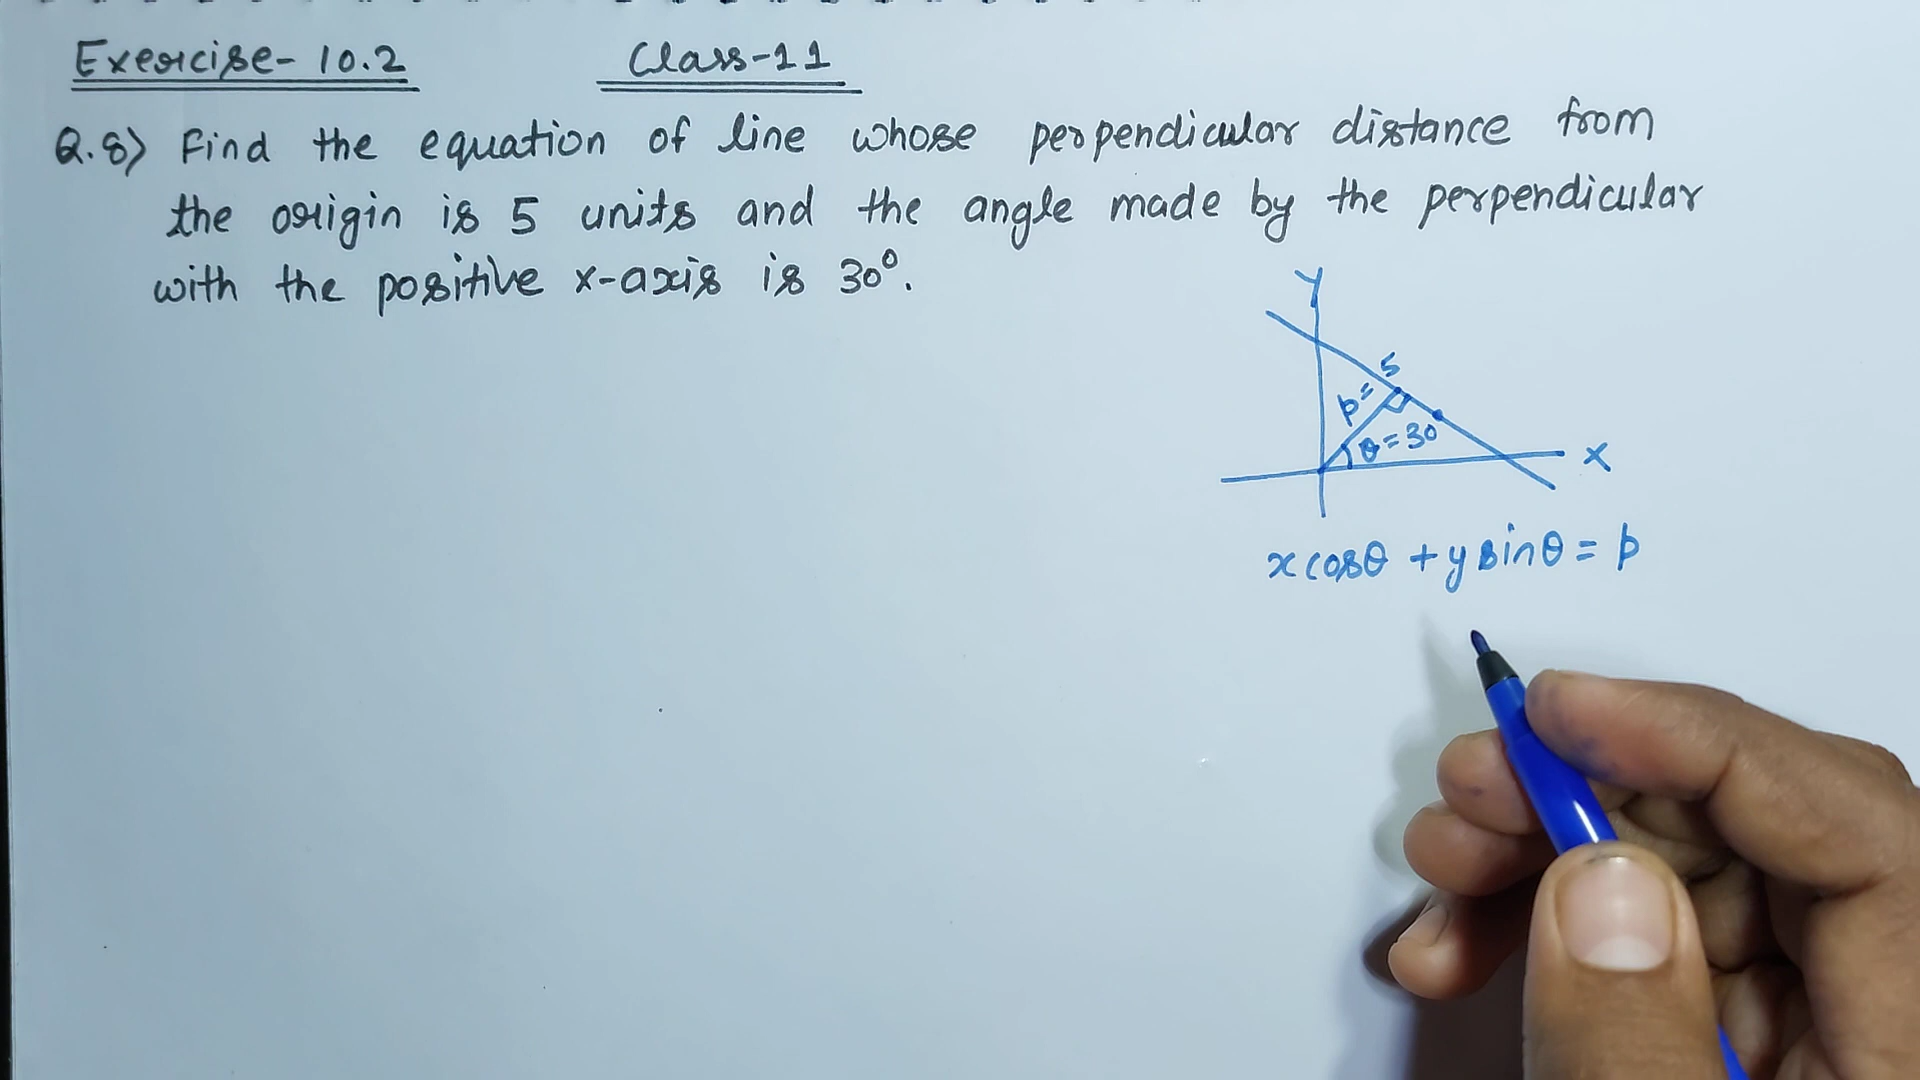 Exercise- 10.2 Class-11
Q.8) Find the equation of line whose perpendicular distance from
the origin is 5 units and the angle made by the perpendicular
with the positive x-axis is 30°.
Y
p = 5
θ = 30
X
x cosθ + y sinθ = p